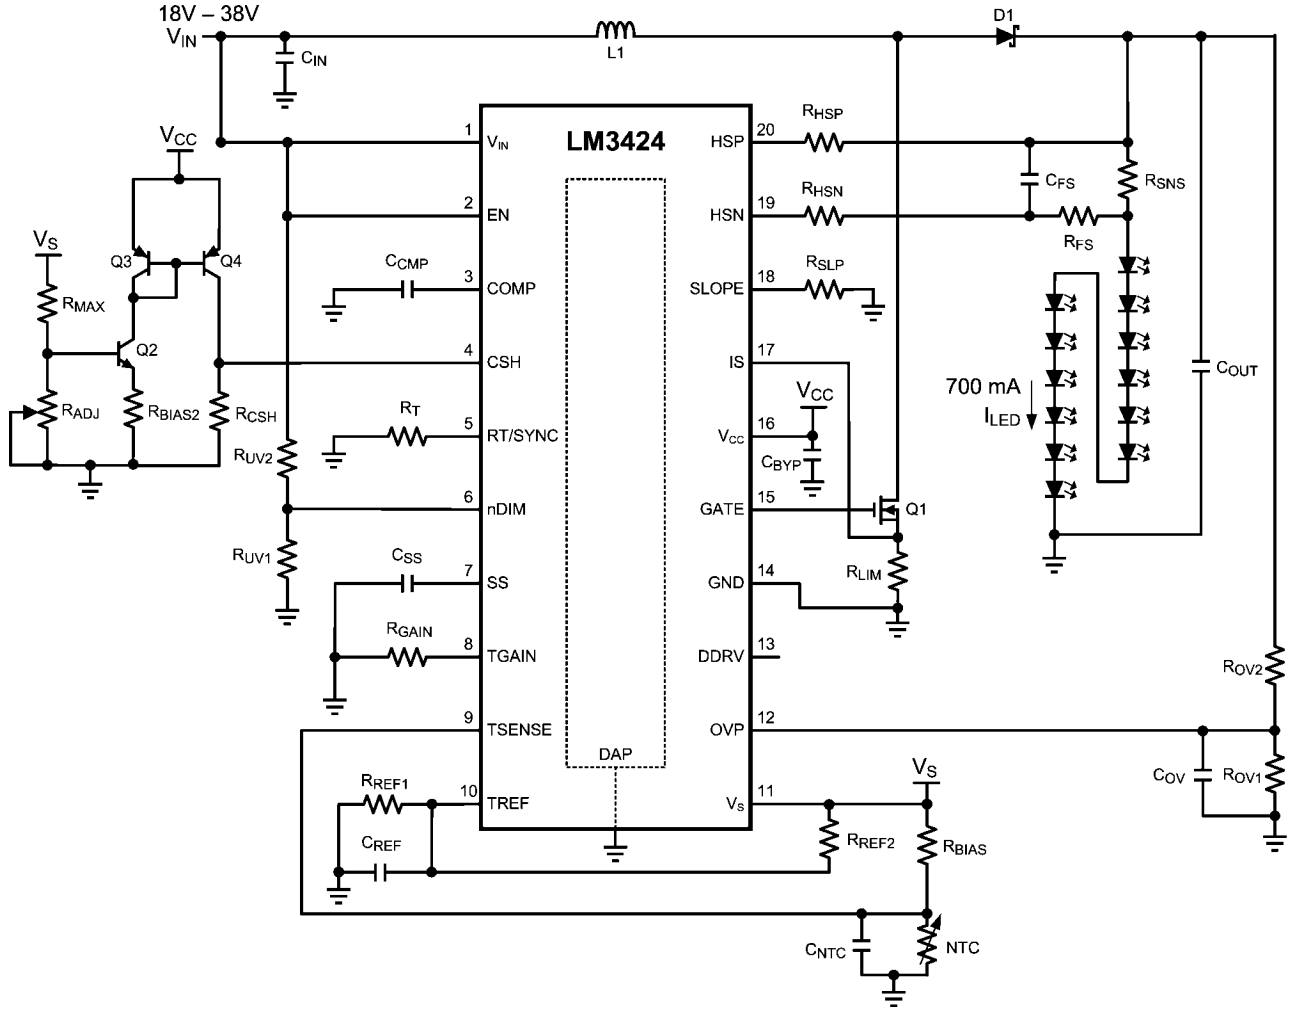 18V – 38V
VIN
CIN
L1
D1
VCC
VS
Q3
Q4
RMAX
Q2
RADJ
RBIAS2
RCSH
RUV2
RUV1
CCMP
RT
CSS
RGAIN
RREF1
CREF
LM3424
1 VIN
2 EN
3 COMP
4 CSH
5 RT/SYNC
6 nDIM
7 SS
8 TGAIN
9 TSENSE
10 TREF
DAP
HSP 20
HSN 19
SLOPE 18
IS 17
VCC 16
GATE 15
GND 14
DDRV 13
OVP 12
VS 11
RHSP
RHSN
RSLP
CFS
RFS
RSNS
VCC
CBYP
Q1
RLIM
700 mA
ILED
COUT
ROV2
COV
ROV1
VS
RREF2
RBIAS
CNTC
NTC